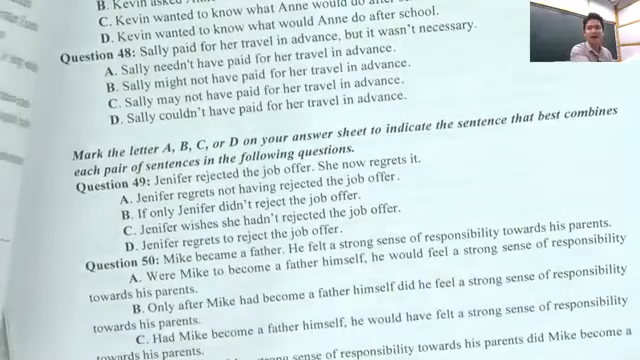 B. Kevin asked
C. Kevin wanted to know what Anne would do after
D. Kevin wanted to know what would Anne do after school.
Question 48: Sally paid for her travel in advance, but it wasn't necessary.
A. Sally needn't have paid for her travel in advance.
B. Sally might not have paid for her travel in advance.
C. Sally may not have paid for her travel in advance.
D. Sally couldn't have paid for her travel in advance.
Mark the letter A, B, C, or D on your answer sheet to indicate the sentence that best combines
each pair of sentences in the following questions.
Question 49: Jenifer rejected the job offer. She now regrets it.
A. Jenifer regrets not having rejected the job offer.
B. If only Jenifer didn't reject the job offer.
C. Jenifer wishes she hadn't rejected the job offer.
D. Jenifer regrets to reject the job offer.
Question 50: Mike became a father. He felt a strong sense of responsibility towards his parents.
A. Were Mike to become a father himself, he would feel a strong sense of responsibility
towards his parents.
B. Only after Mike had become a father himself did he feel a strong sense of responsibility
towards his parents.
C. Had Mike become a father himself, he would have felt a strong sense of responsibility
towards his parents.
sense of responsibility towards his parents did Mike become a